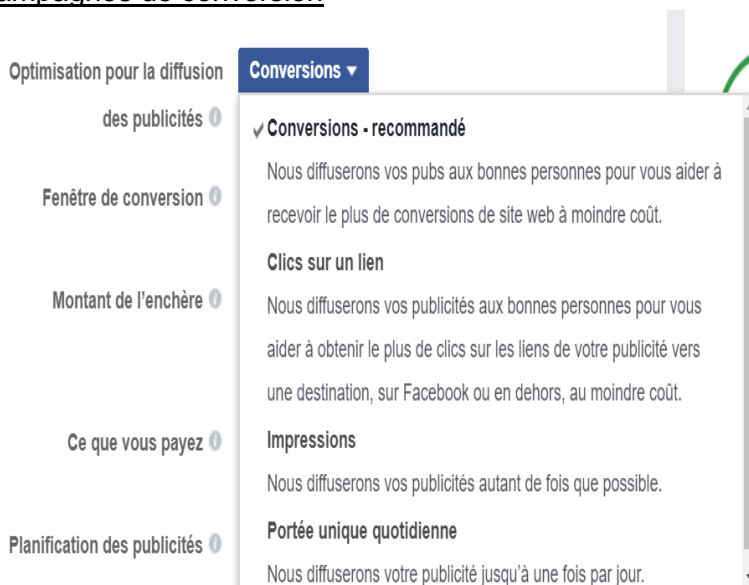 ampagnes de conversion
Optimisation pour la diffusion des publicités
Conversions
Conversions - recommandé
Nous diffuserons vos pubs aux bonnes personnes pour vous aider à
recevoir le plus de conversions de site web à moindre coût.
Fenêtre de conversion
Clics sur un lien
Nous diffuserons vos publicités aux bonnes personnes pour vous
aider à obtenir le plus de clics sur les liens de votre publicité vers
une destination, sur Facebook ou en dehors, au moindre coût.
Montant de l'enchère
Impressions
Nous diffuserons vos publicités autant de fois que possible.
Ce que vous payez
Portée unique quotidienne
Nous diffuserons votre publicité jusqu'à une fois par jour.
Planification des publicités